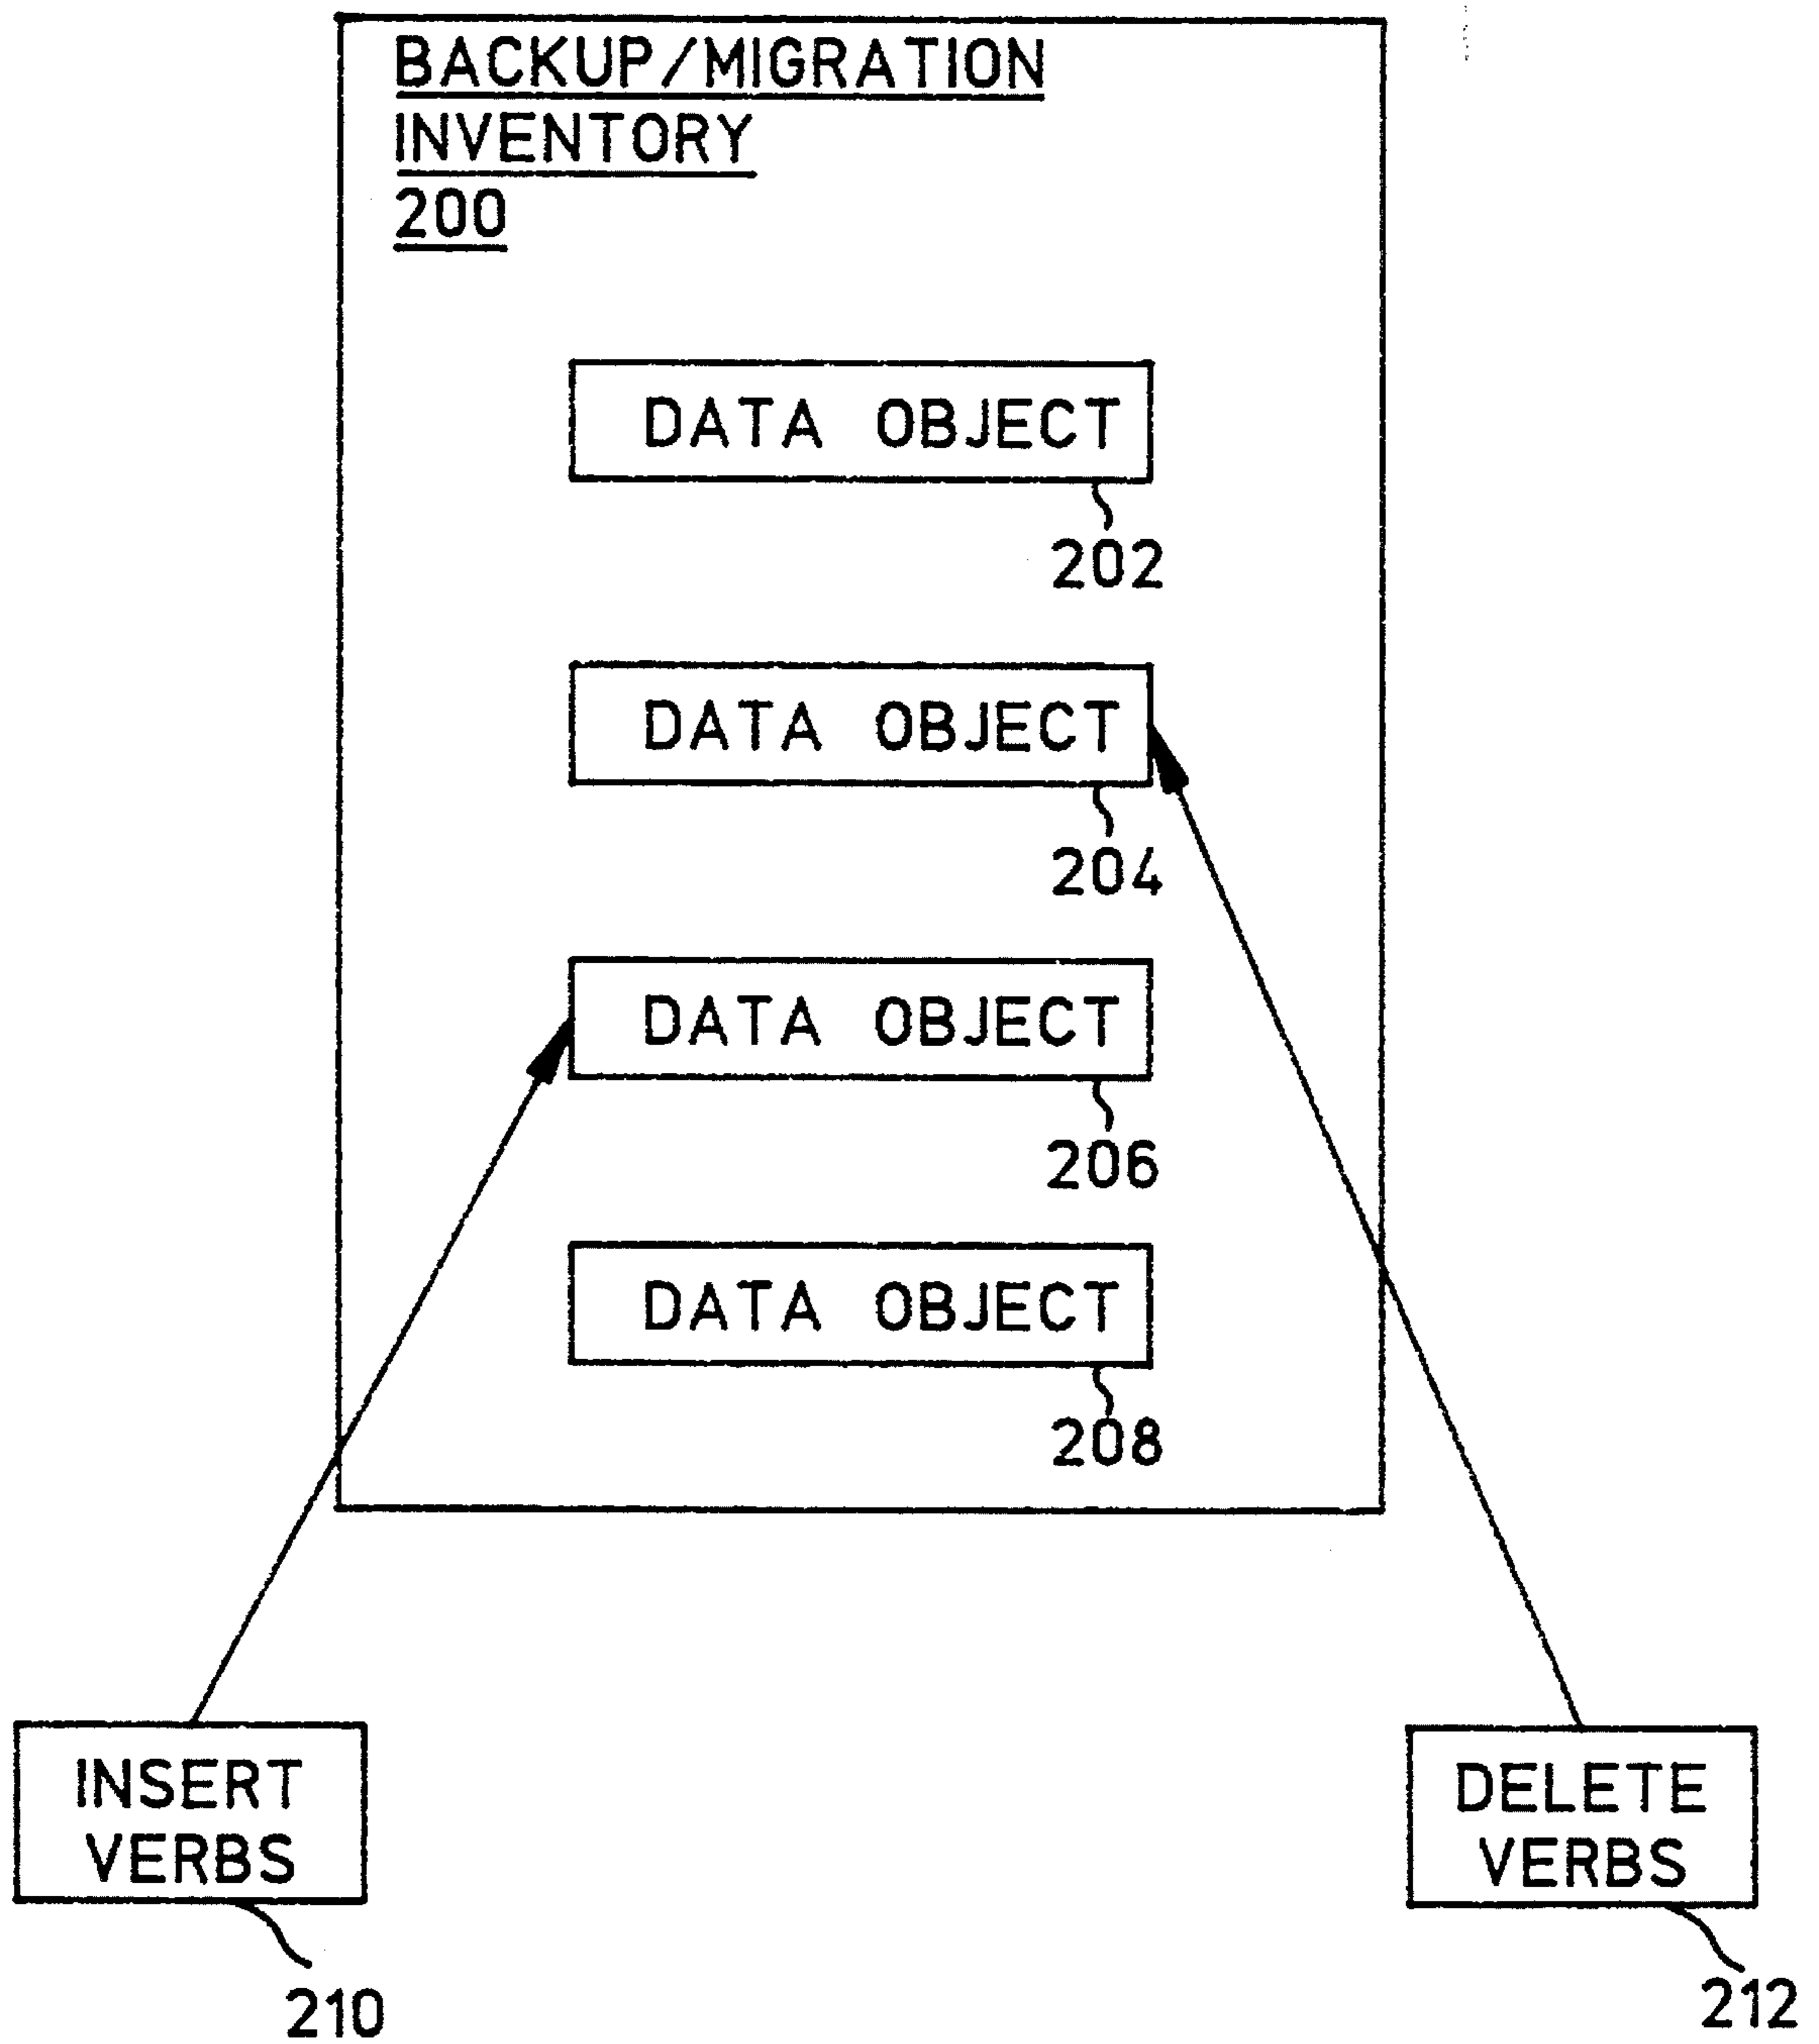 BACKUP/MIGRATION
INVENTORY
200
DATA OBJECT
202
DATA OBJECT
204
DATA OBJECT
206
DATA OBJECT
208
INSERT
VERBS
210
DELETE
VERBS
212